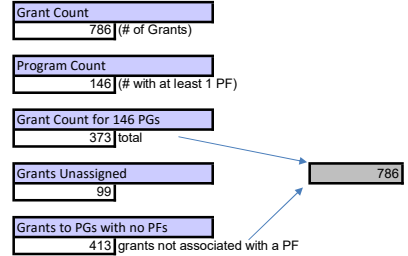 Grant Count
786 (# of Grants)
Program Count
146 (# with at least 1 PF)
Grant Count for 146 PGs
373 total
Grants Unassigned
786
99
Grants to PGs with no PFs
413 grants not associated with a PF